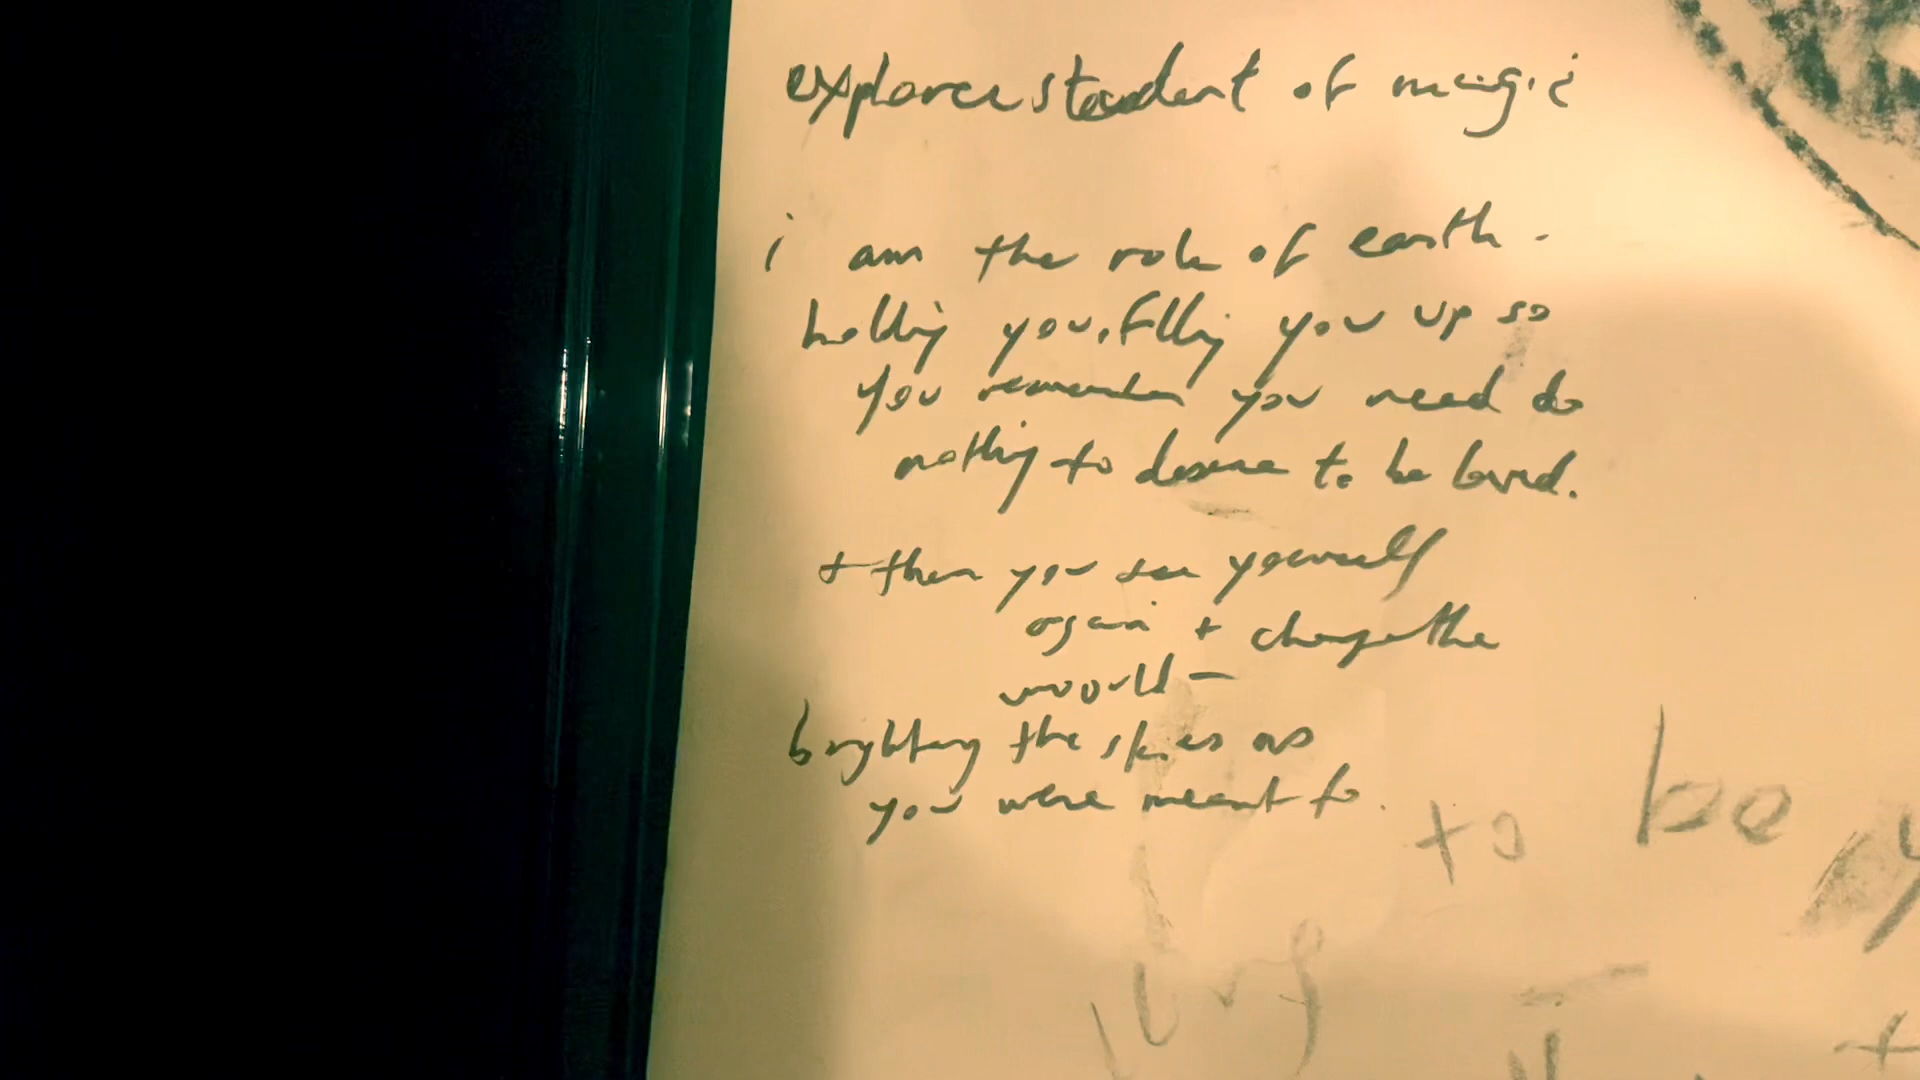 explorer student of magic
i am the role of earth -
holding you, filling you up so
you remember you need do
nothing to deserve to be loved.
+ then you see yourself
again + change the
world -
brightening the skies as
you were meant to.
to be